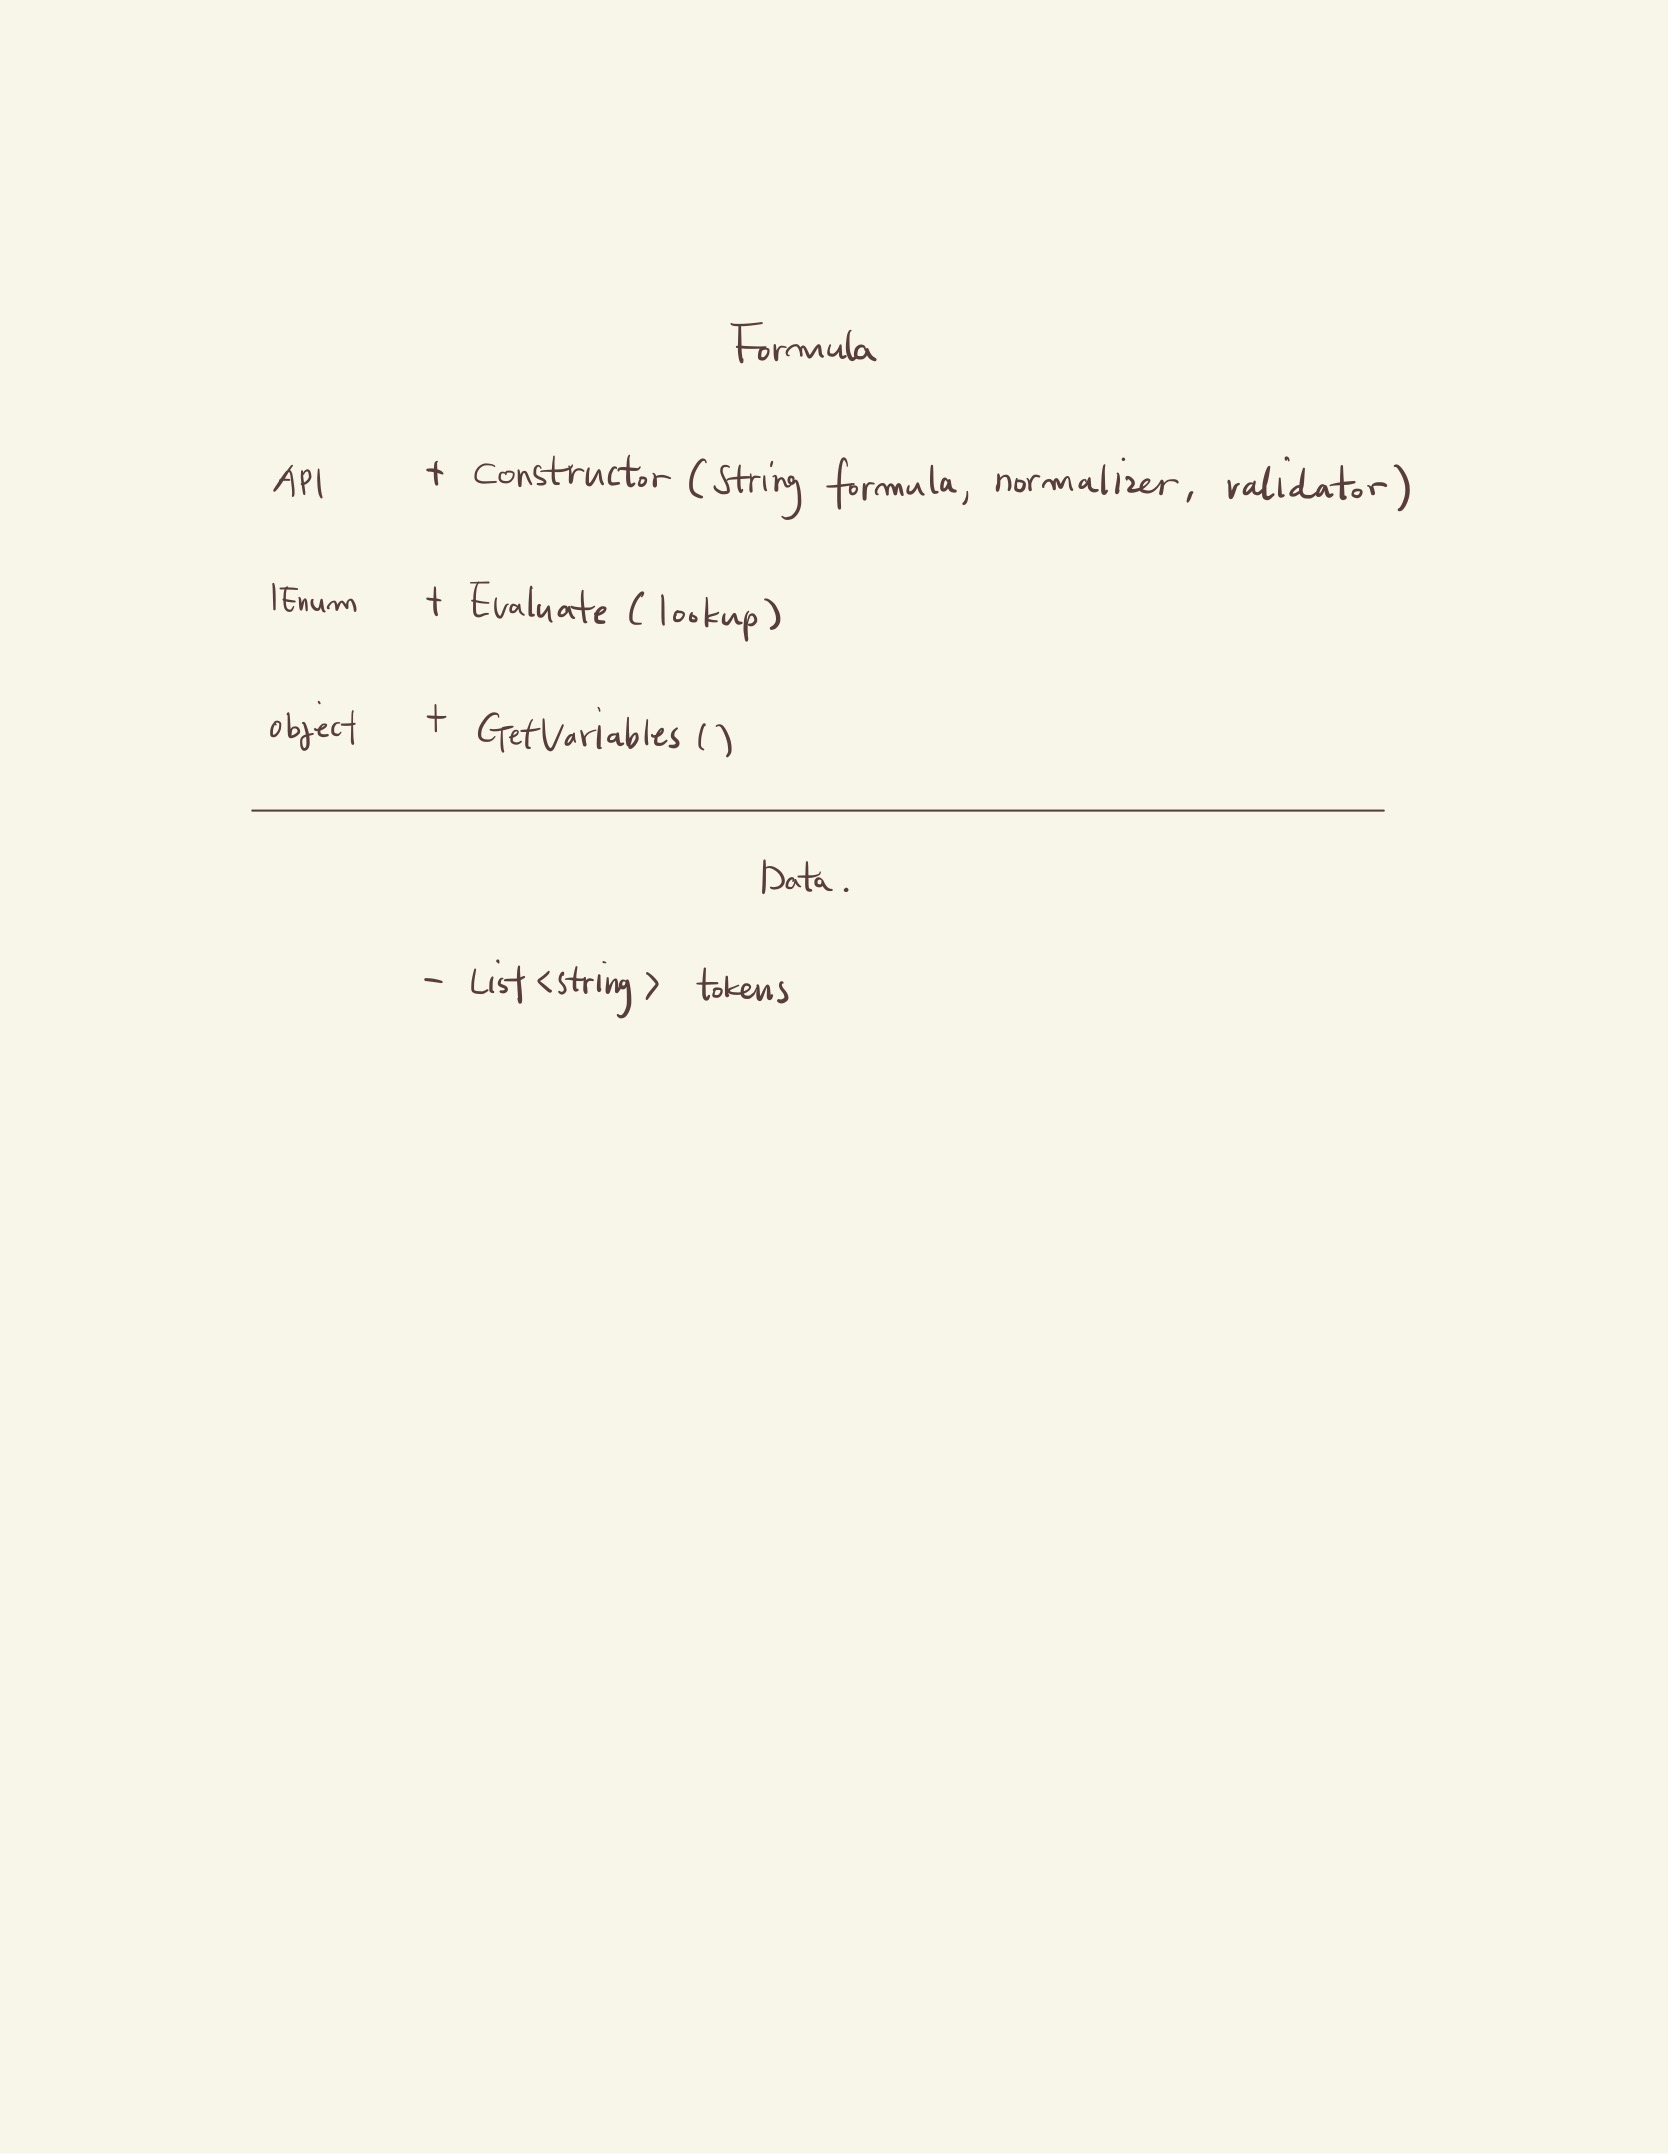 Formula
API + Constructor (String formula, normalizer, validator)
IEnum + Evaluate (lookup)
object + GetVariables ()
Data.
- List <string> tokens